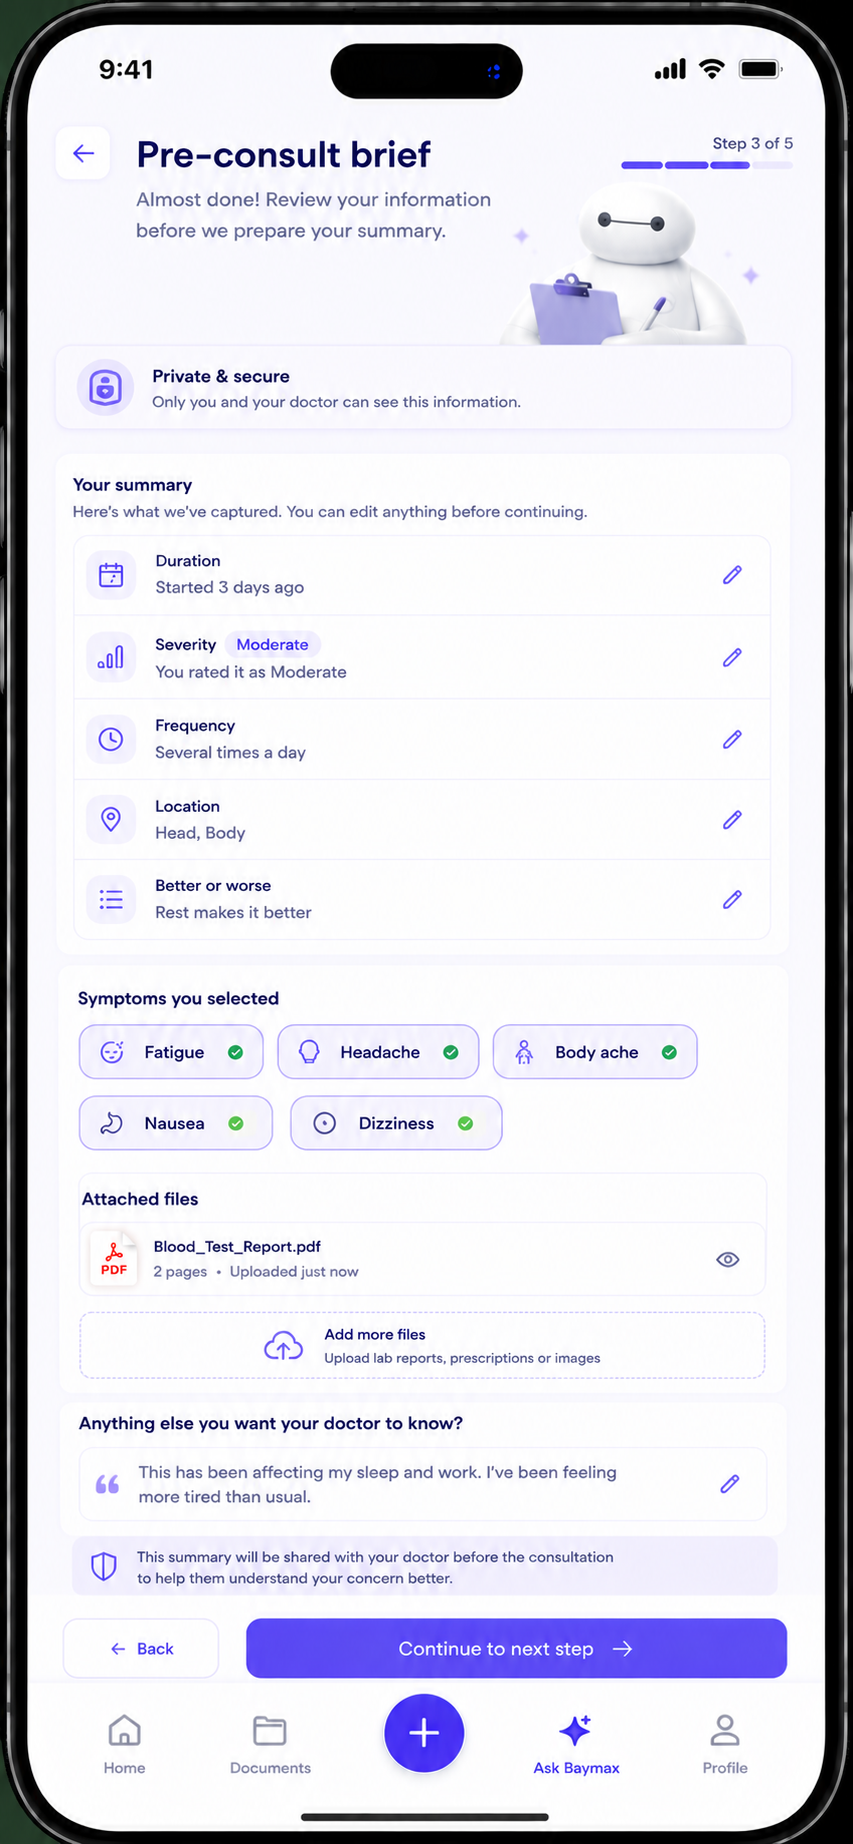 9:41
Pre-consult brief
Step 3 of 5
Almost done! Review your information
before we prepare your summary.
Private & secure
Only you and your doctor can see this information.
Your summary
Here's what we've captured. You can edit anything before continuing.
Duration
Started 3 days ago
Severity Moderate
You rated it as Moderate
Frequency
Several times a day
Location
Head, Body
Better or worse
Rest makes it better
Symptoms you selected
Fatigue Headache Body ache
Nausea Dizziness
Attached files
PDF
Blood_Test_Report.pdf
2 pages • Uploaded just now
Add more files
Upload lab reports, prescriptions or images
Anything else you want your doctor to know?
“ This has been affecting my sleep and work. I've been feeling
more tired than usual.
This summary will be shared with your doctor before the consultation
to help them understand your concern better.
← Back
Continue to next step →
Home Documents Ask Baymax Profile